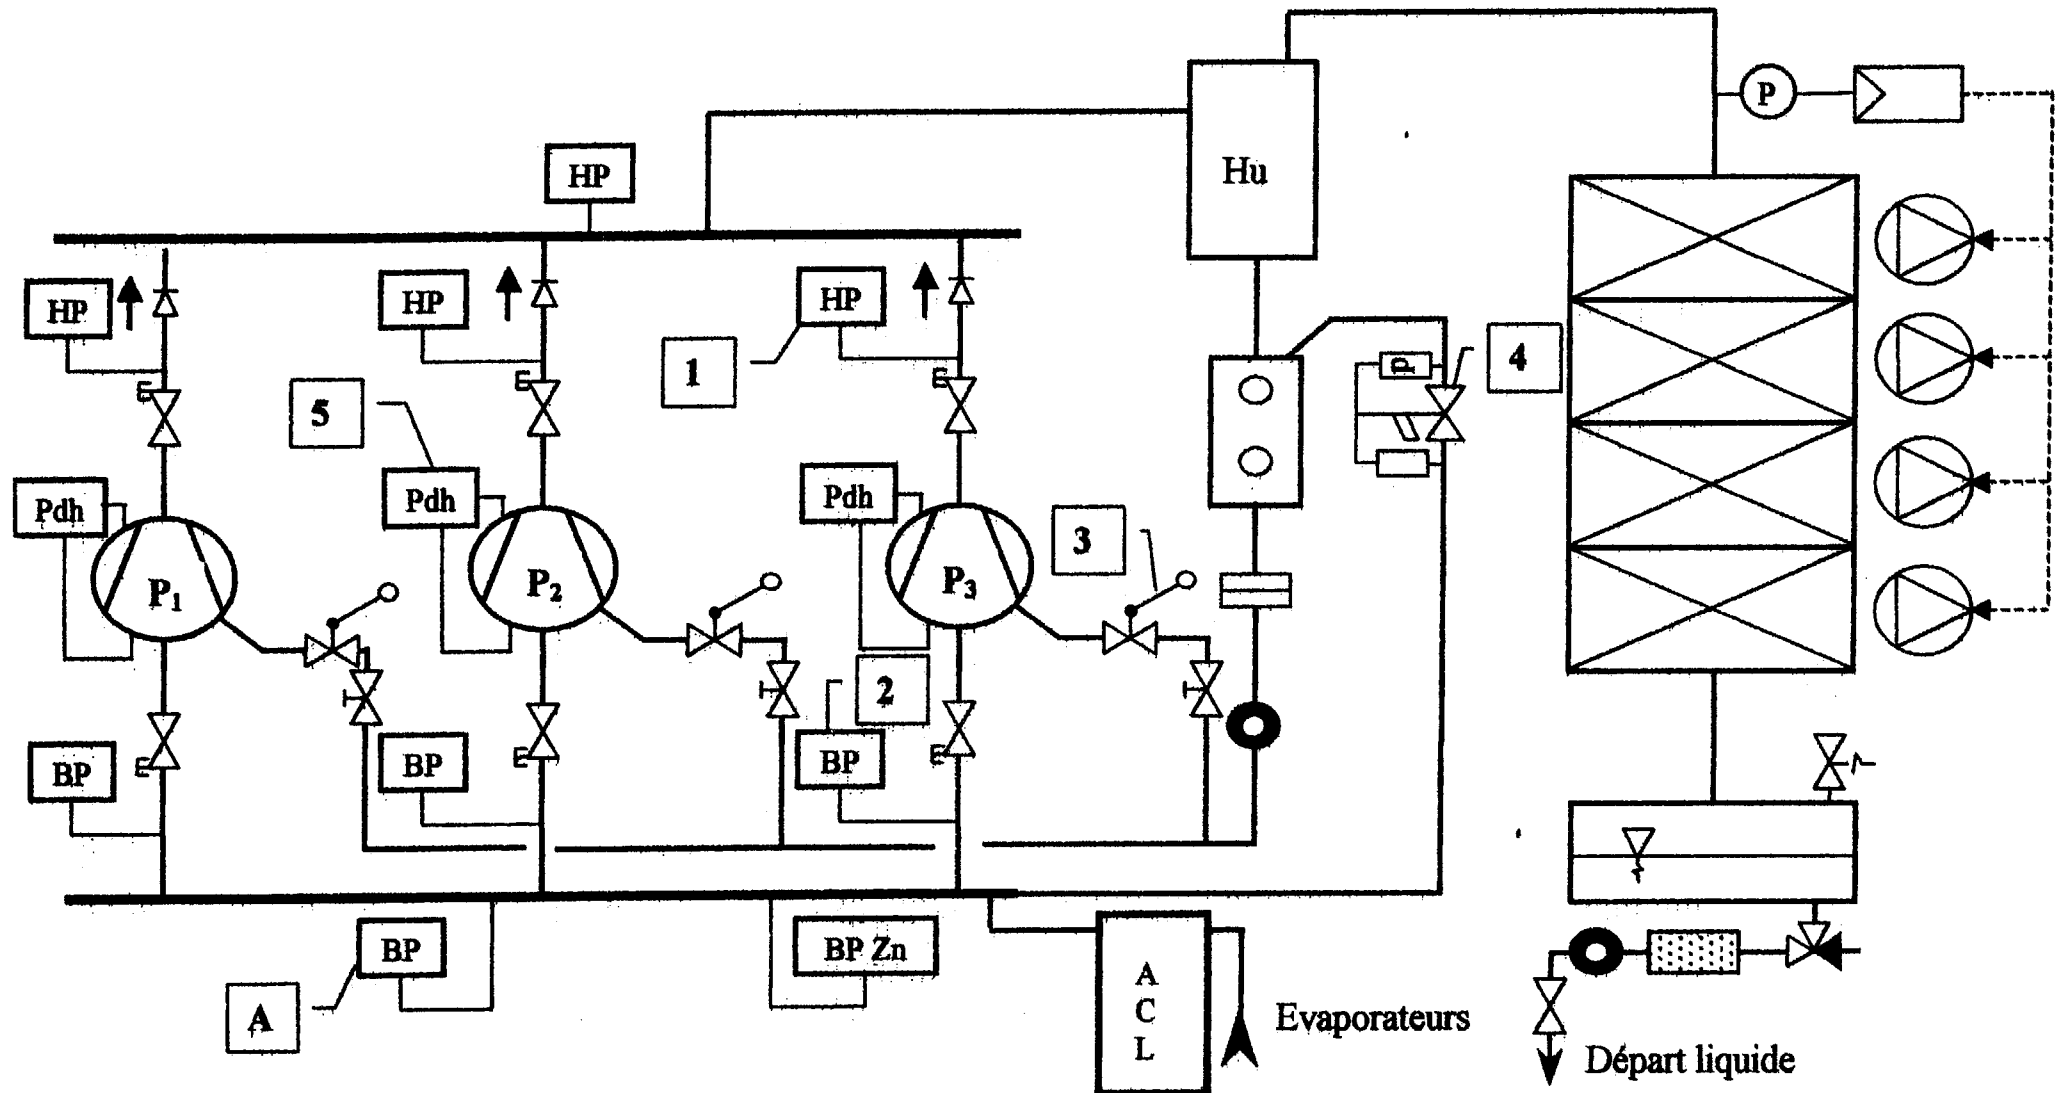 P
Hu
HP
HP
HP
HP
1
4
P
5
Pdh
Pdh
Pdh
3
P1
P2
P3
2
BP
BP
BP
BP
BP Zn
A
A
C
L
Evaporateurs
Départ liquide